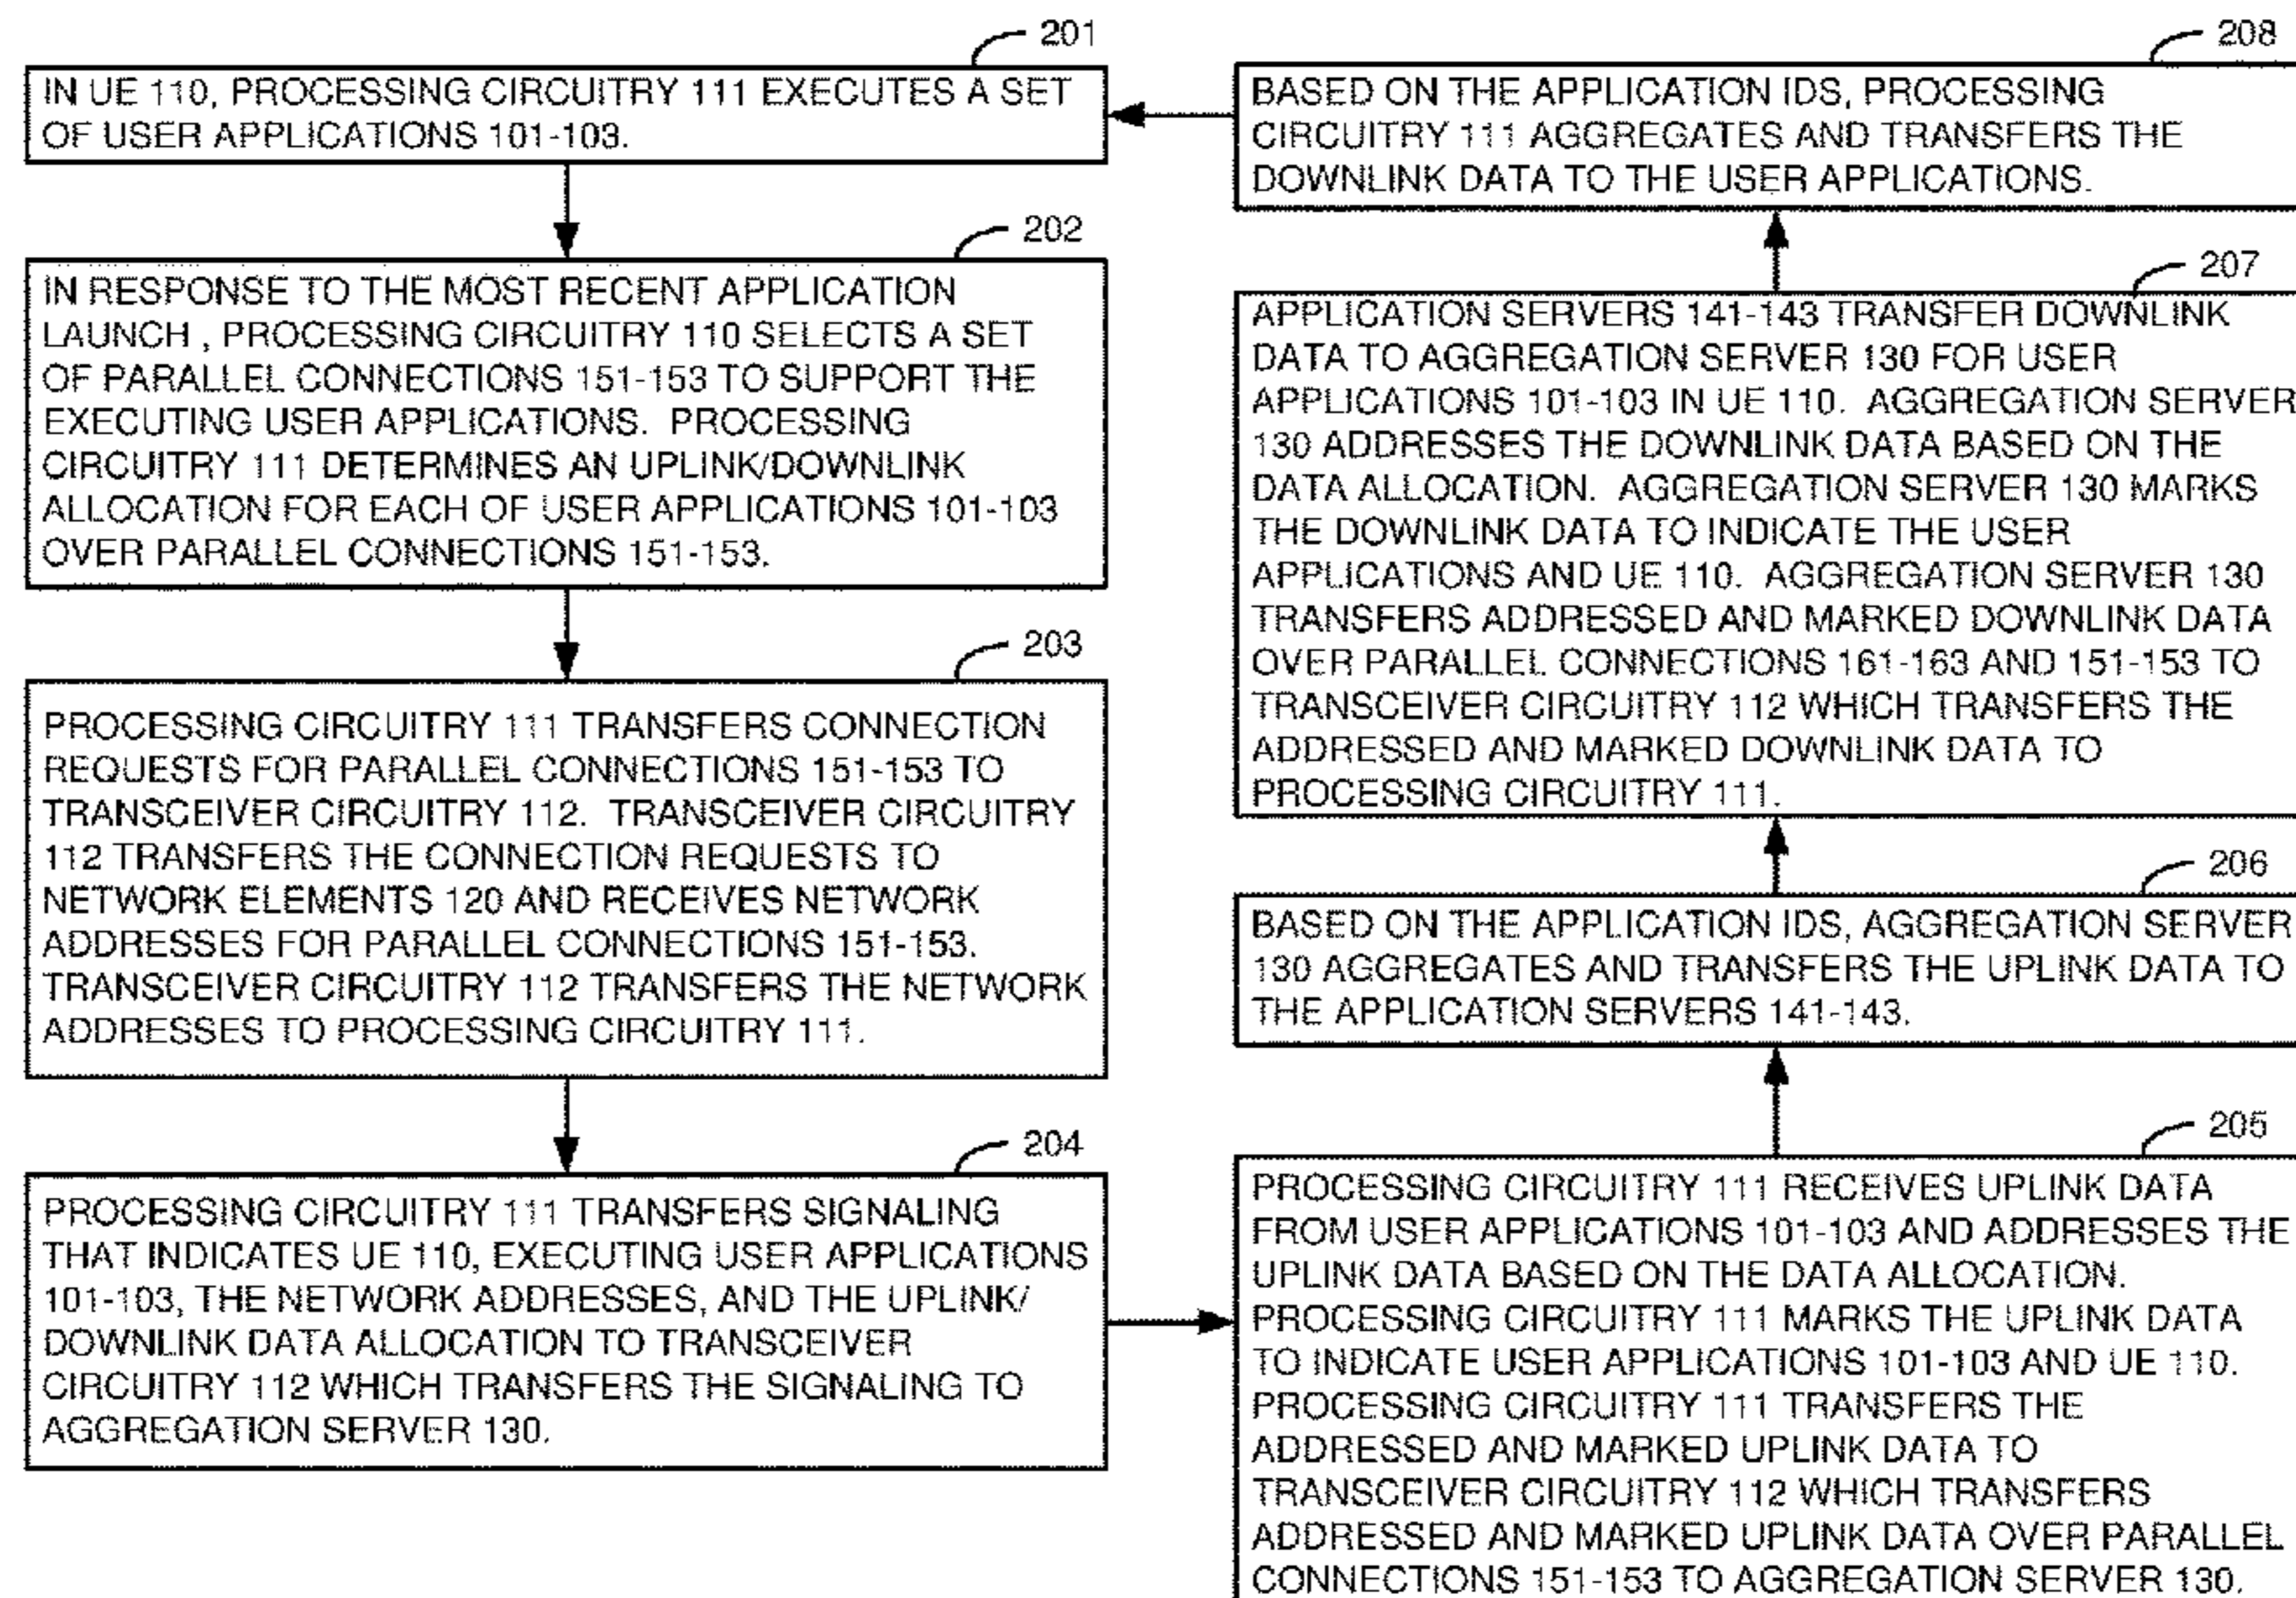 201
IN UE 110, PROCESSING CIRCUITRY 111 EXECUTES A SET
OF USER APPLICATIONS 101-103.
202
IN RESPONSE TO THE MOST RECENT APPLICATION
LAUNCH , PROCESSING CIRCUITRY 110 SELECTS A SET
OF PARALLEL CONNECTIONS 151-153 TO SUPPORT THE
EXECUTING USER APPLICATIONS. PROCESSING
CIRCUITRY 111 DETERMINES AN UPLINK/DOWNLINK
ALLOCATION FOR EACH OF USER APPLICATIONS 101-103
OVER PARALLEL CONNECTIONS 151-153.
203
PROCESSING CIRCUITRY 111 TRANSFERS CONNECTION
REQUESTS FOR PARALLEL CONNECTIONS 151-153 TO
TRANSCEIVER CIRCUITRY 112. TRANSCEIVER CIRCUITRY
112 TRANSFERS THE CONNECTION REQUESTS TO
NETWORK ELEMENTS 120 AND RECEIVES NETWORK
ADDRESSES FOR PARALLEL CONNECTIONS 151-153.
TRANSCEIVER CIRCUITRY 112 TRANSFERS THE NETWORK
ADDRESSES TO PROCESSING CIRCUITRY 111.
204
PROCESSING CIRCUITRY 111 TRANSFERS SIGNALING
THAT INDICATES UE 110, EXECUTING USER APPLICATIONS
101-103, THE NETWORK ADDRESSES, AND THE UPLINK/
DOWNLINK DATA ALLOCATION TO TRANSCEIVER
CIRCUITRY 112 WHICH TRANSFERS THE SIGNALING TO
AGGREGATION SERVER 130.
205
PROCESSING CIRCUITRY 111 RECEIVES UPLINK DATA
FROM USER APPLICATIONS 101-103 AND ADDRESSES THE
UPLINK DATA BASED ON THE DATA ALLOCATION.
PROCESSING CIRCUITRY 111 MARKS THE UPLINK DATA
TO INDICATE USER APPLICATIONS 101-103 AND UE 110.
PROCESSING CIRCUITRY 111 TRANSFERS THE
ADDRESSED AND MARKED UPLINK DATA TO
TRANSCEIVER CIRCUITRY 112 WHICH TRANSFERS
ADDRESSED AND MARKED UPLINK DATA OVER PARALLEL
CONNECTIONS 151-153 TO AGGREGATION SERVER 130.
206
BASED ON THE APPLICATION IDS, AGGREGATION SERVER
130 AGGREGATES AND TRANSFERS THE UPLINK DATA TO
THE APPLICATION SERVERS 141-143.
207
APPLICATION SERVERS 141-143 TRANSFER DOWNLINK
DATA TO AGGREGATION SERVER 130 FOR USER
APPLICATIONS 101-103 IN UE 110. AGGREGATION SERVER
130 ADDRESSES THE DOWNLINK DATA BASED ON THE
DATA ALLOCATION. AGGREGATION SERVER 130 MARKS
THE DOWNLINK DATA TO INDICATE THE USER
APPLICATIONS AND UE 110. AGGREGATION SERVER 130
TRANSFERS ADDRESSED AND MARKED DOWNLINK DATA
OVER PARALLEL CONNECTIONS 161-163 AND 151-153 TO
TRANSCEIVER CIRCUITRY 112 WHICH TRANSFERS THE
ADDRESSED AND MARKED DOWNLINK DATA TO
PROCESSING CIRCUITRY 111.
208
BASED ON THE APPLICATION IDS, PROCESSING
CIRCUITRY 111 AGGREGATES AND TRANSFERS THE
DOWNLINK DATA TO THE USER APPLICATIONS.